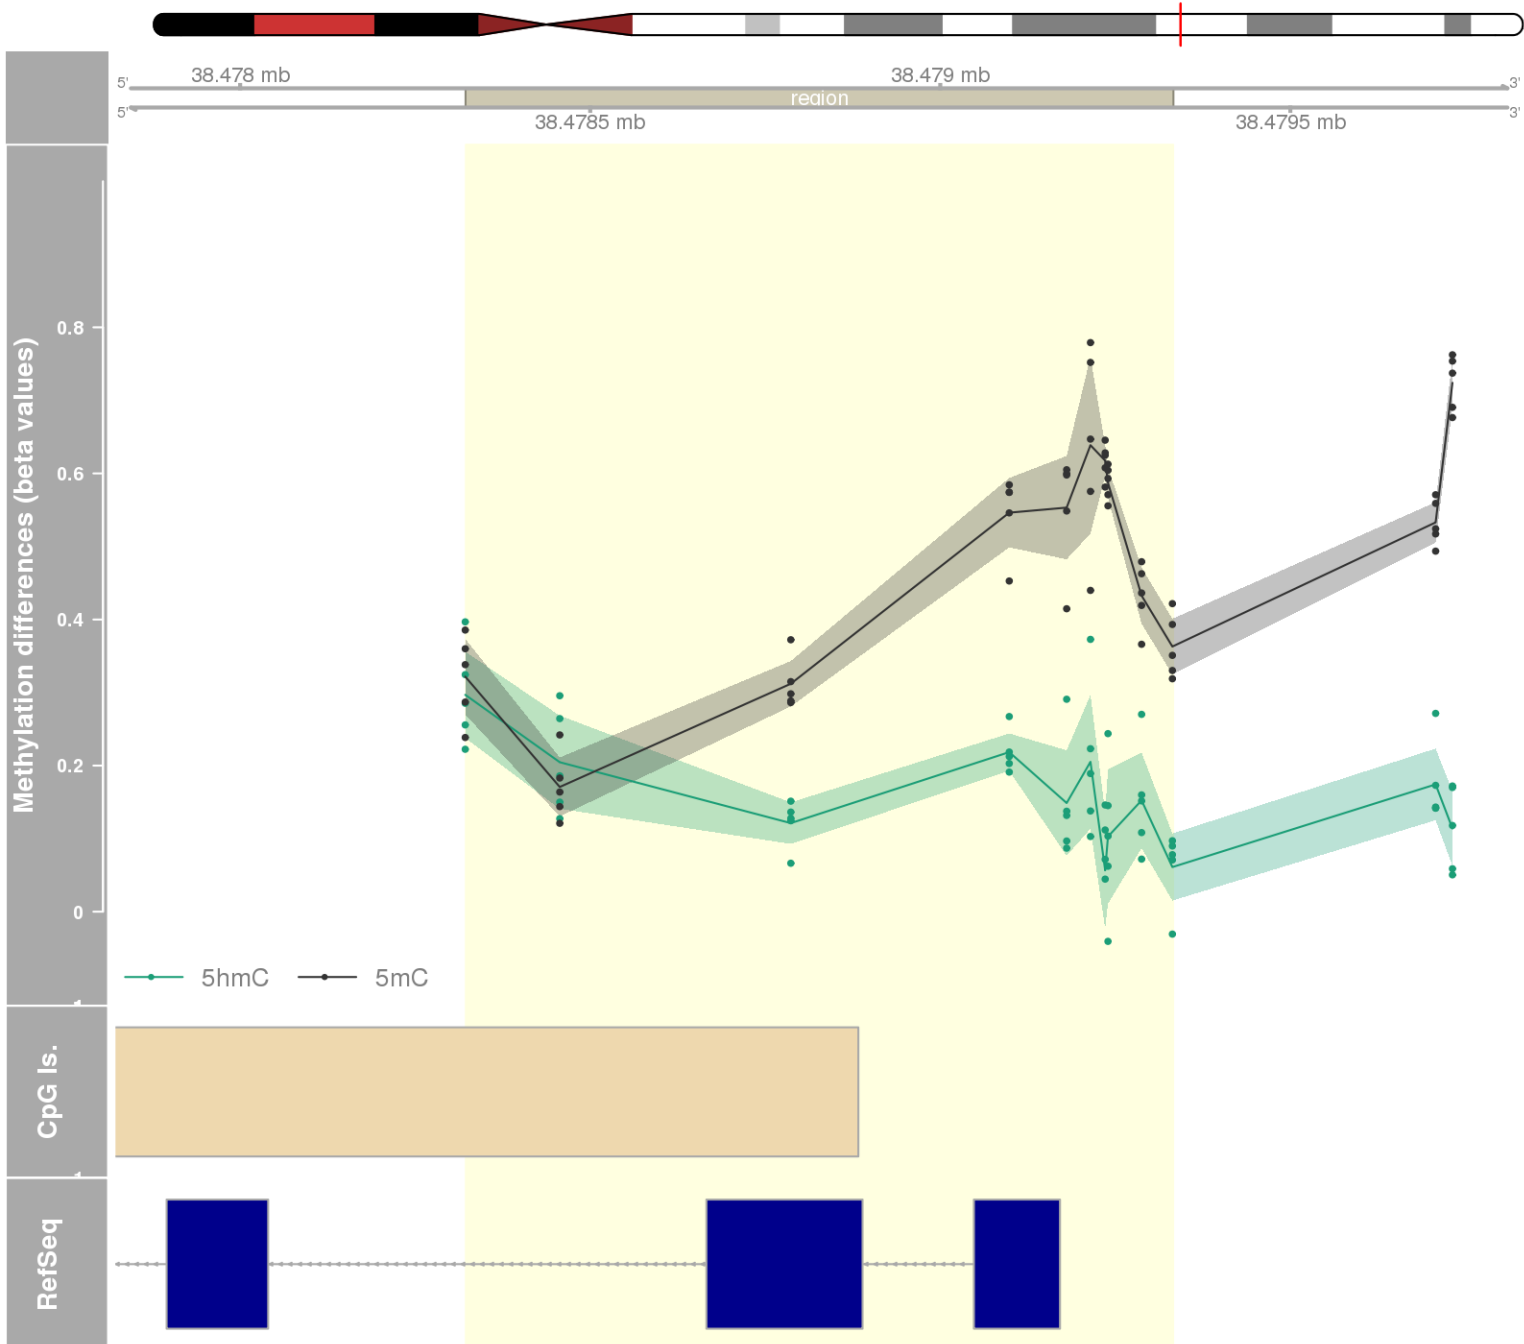 38.478 mb
38.479 mb
5'
3'
region
5'
3'
38.4785 mb
38.4795 mb
Methylation differences (beta values)
0.8
0.6
0.4
0.2
0
5hmC
5mC
CpG Is.
RefSeq